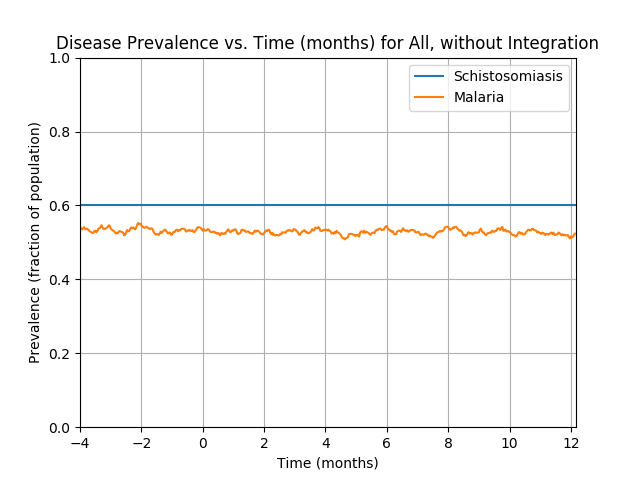 Disease Prevalence vs. Time (months) for All, without Integration
Schistosomiasis
Malaria
Prevalence (fraction of population)
1.0
0.8
0.6
0.4
0.2
0.0
−4 −2 0 2 4 6 8 10 12
Time (months)